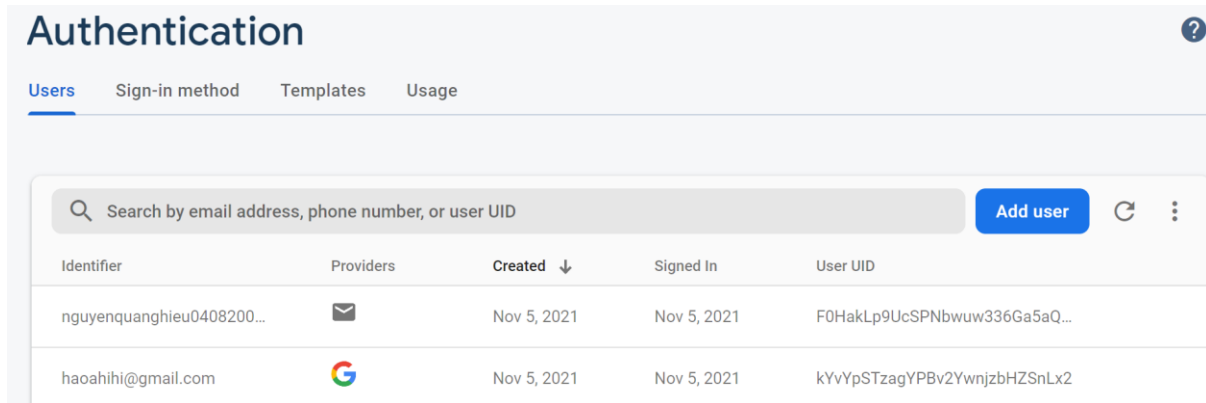 Authentication
?
Users Sign-in method Templates Usage
Search by email address, phone number, or user UID Add user
Identifier Providers Created Signed In User UID
nguyenquanghieu0408200... Nov 5, 2021 Nov 5, 2021 F0HakLp9UcSPNbwuw336Ga5aQ...
haoahihi@gmail.com G Nov 5, 2021 Nov 5, 2021 kYvYpSTzagYPBv2YwnjzbHZSnLx2